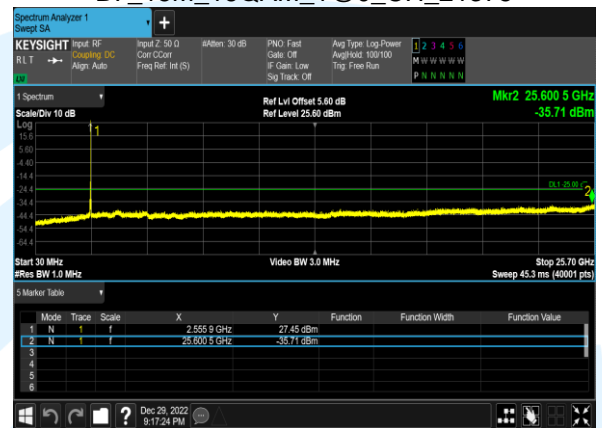 Spectrum Analyzer 1
Swept SA
+
KEYSIGHT
RLT
LXI
Input: RF
Coupling: DC
Align: Auto
Input Z: 50 Ω
Corr CCorr
Freq Ref: Int (S)
#Atten: 30 dB
PNO: Fast
Gate: Off
IF Gain: Low
Sig Track: Off
Avg Type: Log-Power
Avg|Hold: 100/100
Trig: Free Run
1 2 3 4 5 6
M W W W W W
P N N N N N
1 Spectrum
Scale/Div 10 dB
Ref Lvl Offset 5.60 dB
Ref Level 25.60 dBm
Mkr2 25.600 5 GHz
-35.71 dBm
Log
15.6
5.60
-4.40
-14.4
-24.4
-34.4
-44.4
-54.4
-64.4
1
DL1 -25.00
2
Start 30 MHz
#Res BW 1.0 MHz
Video BW 3.0 MHz
Stop 25.70 GHz
Sweep 45.3 ms (40001 pts)
5 Marker Table
Mode Trace Scale X Y Function Function Width Function Value
1 N 1 f 2.555 9 GHz 27.45 dBm
2 N 1 f 25.600 5 GHz -35.71 dBm
3
4
5
6
?
Dec 29, 2022
9:17:24 PM